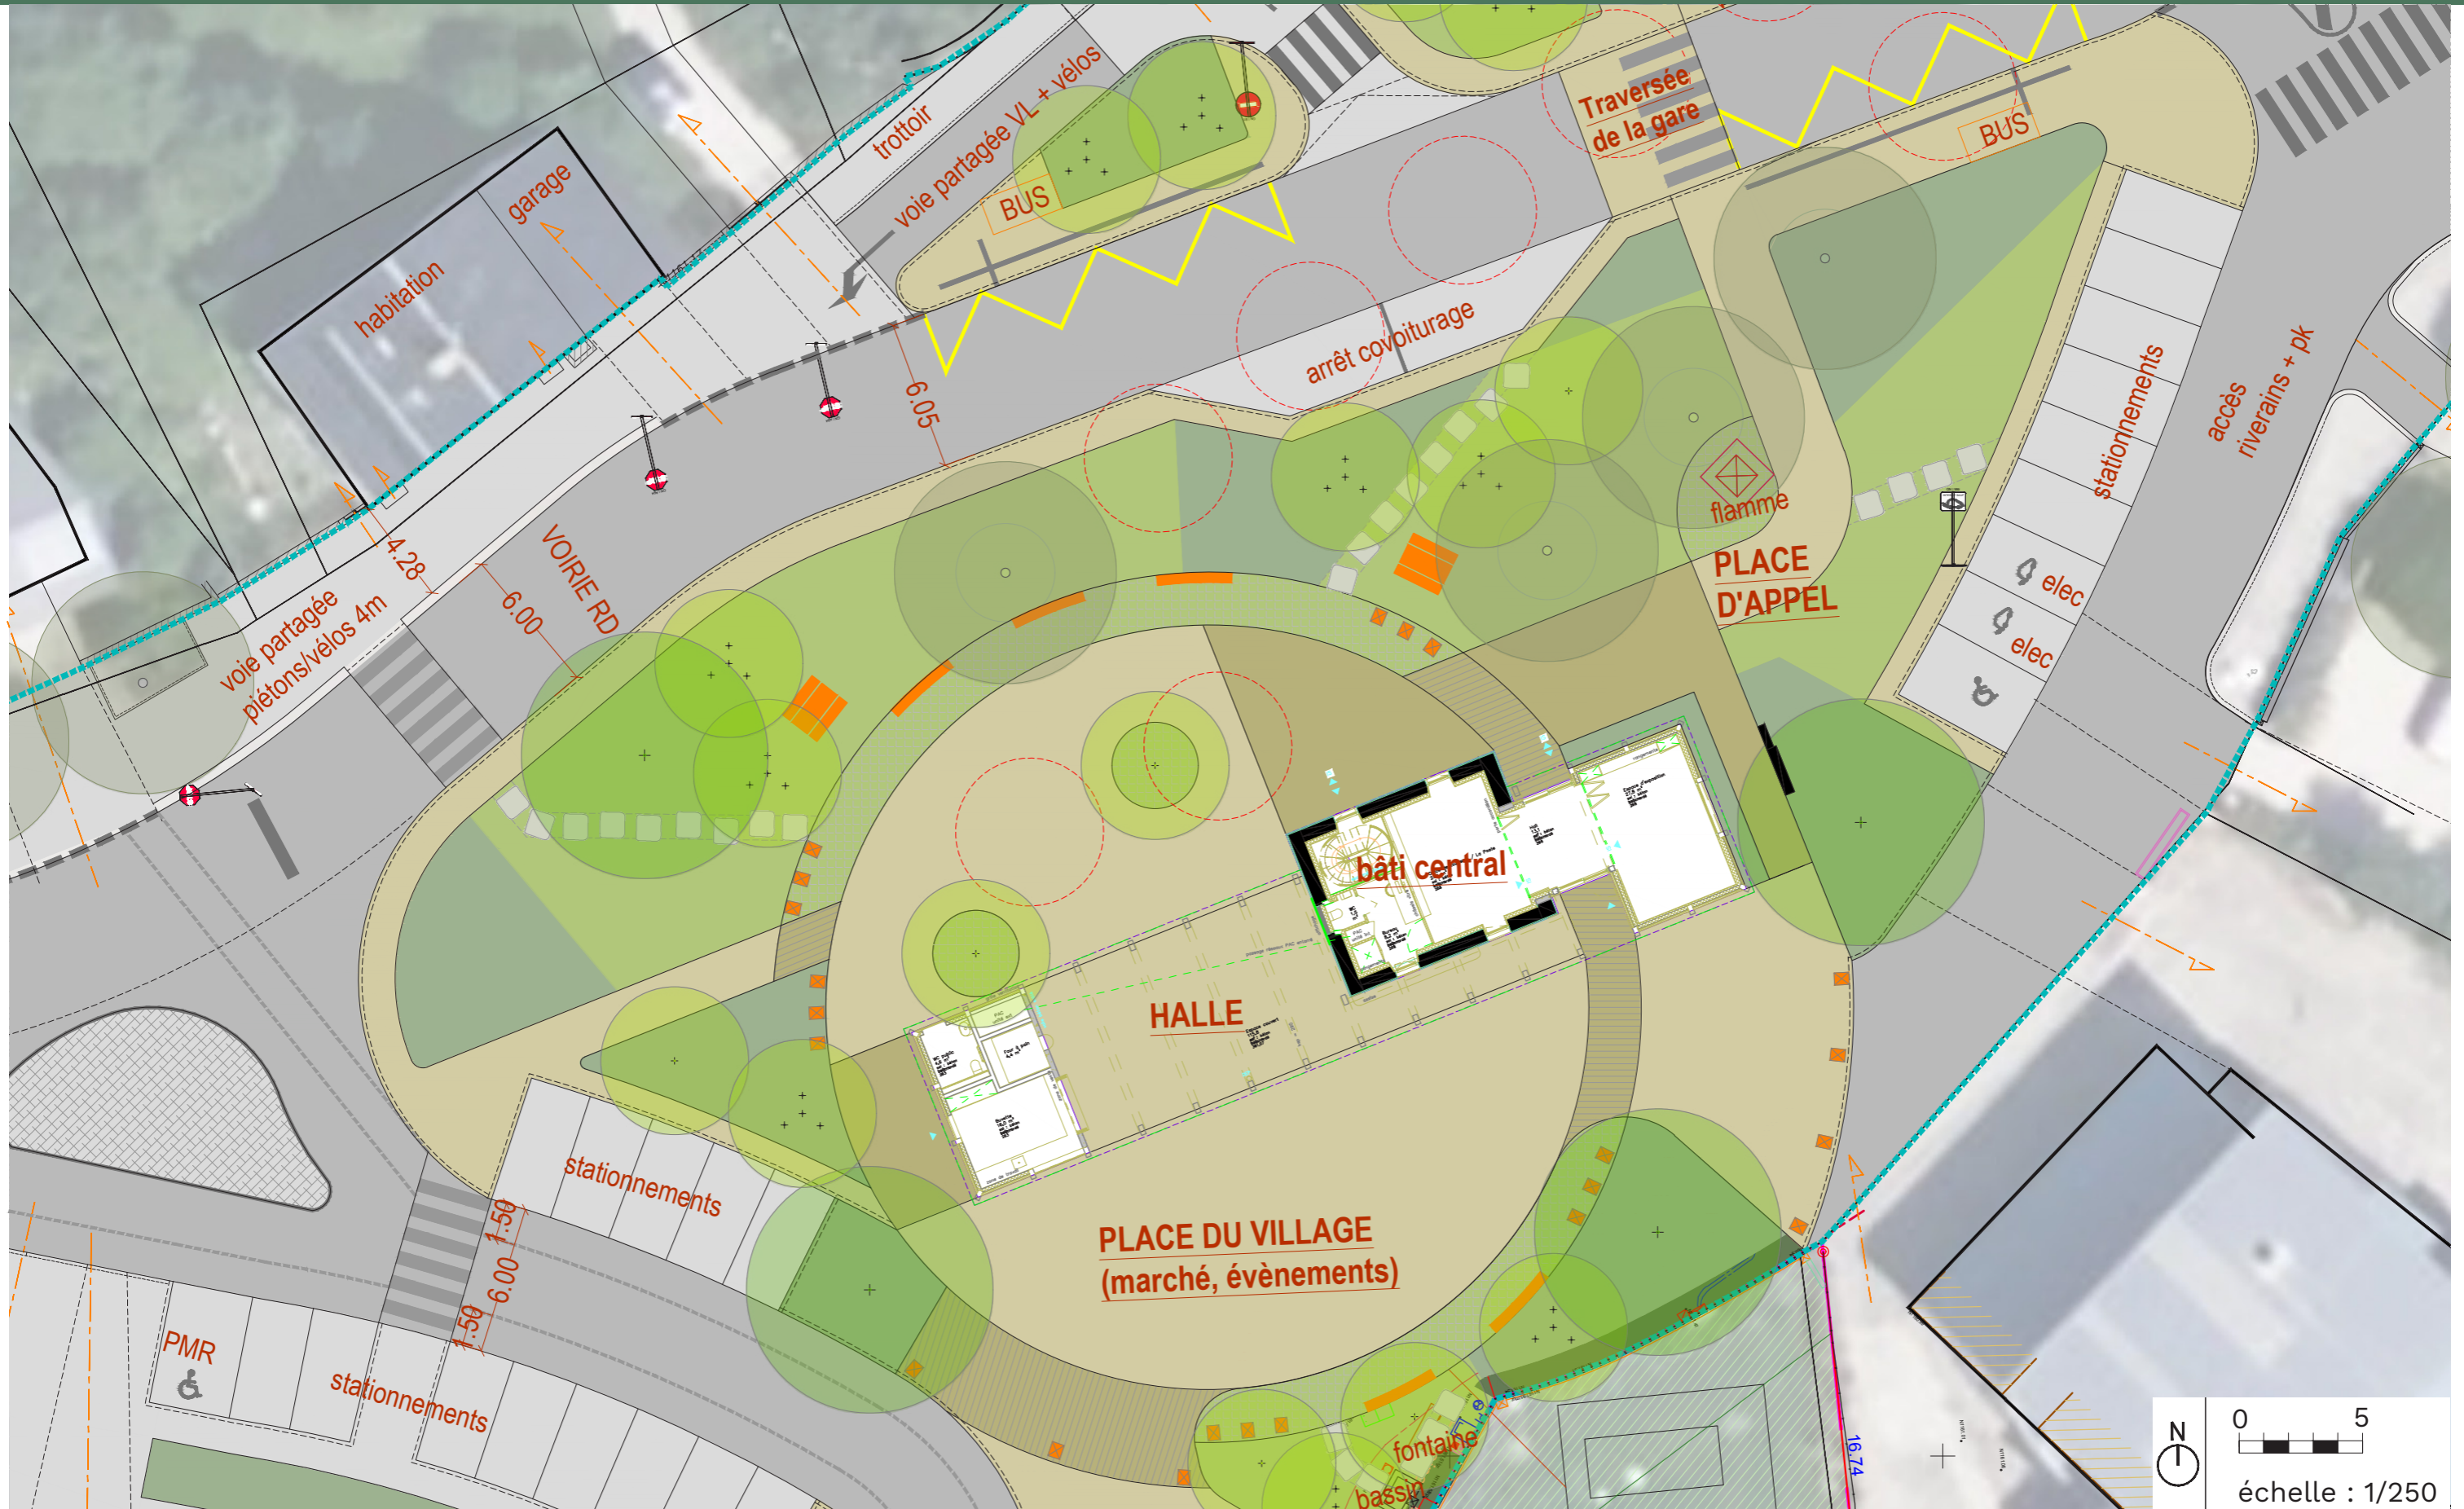 trottoir
voie partagée VL + vélos
BUS
Traversée
de la gare
BUS
garage
habitation
arrêt covoiturage
6.05
stationnements
accès
riverains + pk
4.28
6.00
VOIRIE RD
voie partagée
piétons/vélos 4m
flamme
PLACE
D'APPEL
elec
elec
bâti central
HALLE
PLACE DU VILLAGE
(marché, évènements)
stationnements
1.50
6.00
1.50
PMR
stationnements
fontaine
bassin
16.74
N
0 5
échelle : 1/250